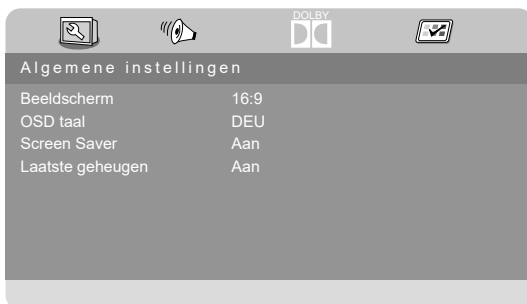 DOLBY
Algemene instellingen
Beeldscherm 16:9
OSD taal DEU
Screen Saver Aan
Laatste geheugen Aan